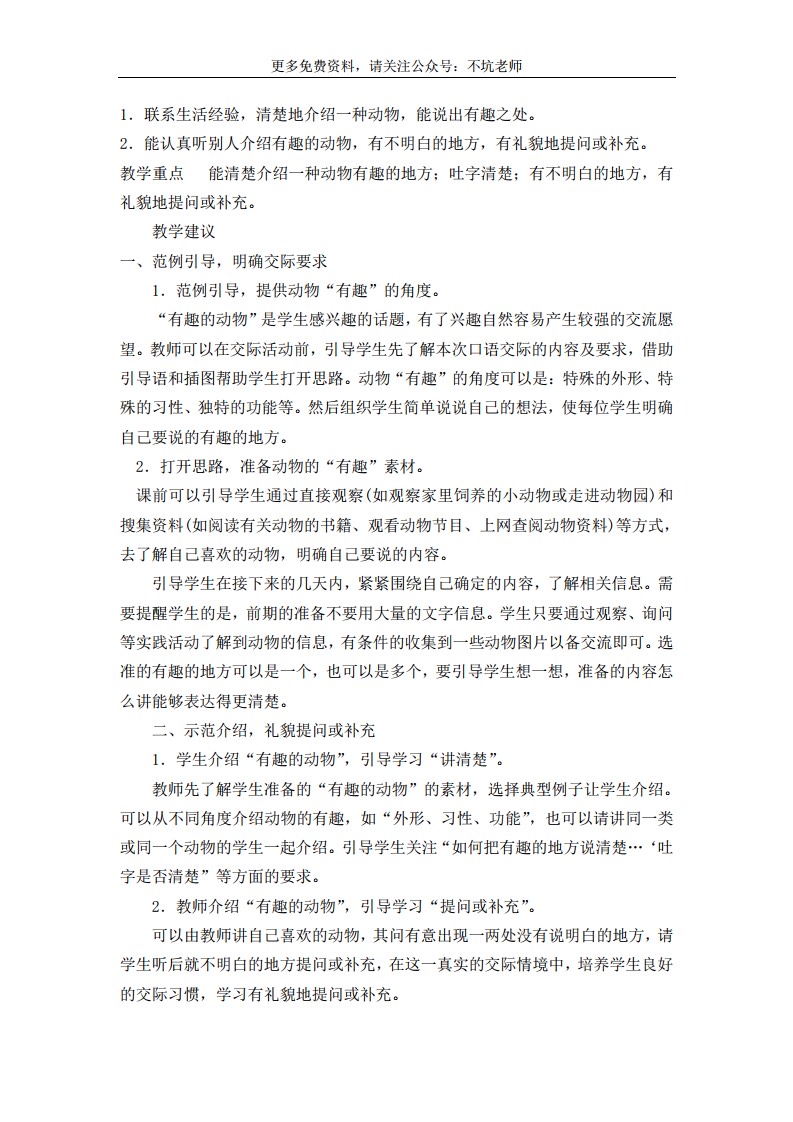 更多免费资料，请关注公众号：不坑老师
1．联系生活经验，清楚地介绍一种动物，能说出有趣之处。
2．能认真听别人介绍有趣的动物，有不明白的地方，有礼貌地提问或补充。
教学重点 能清楚介绍一种动物有趣的地方；吐字清楚；有不明白的地方，有
礼貌地提问或补充。
教学建议
一、范例引导，明确交际要求
1．范例引导，提供动物“有趣”的角度。
“有趣的动物”是学生感兴趣的话题，有了兴趣自然容易产生较强的交流愿
望。教师可以在交际活动前，引导学生先了解本次口语交际的内容及要求，借助
引导语和插图帮助学生打开思路。动物“有趣”的角度可以是：特殊的外形、特
殊的习性、独特的功能等。然后组织学生简单说说自己的想法，使每位学生明确
自己要说的有趣的地方。
2．打开思路，准备动物的“有趣”素材。
课前可以引导学生通过直接观察(如观察家里饲养的小动物或走进动物园)和
搜集资料(如阅读有关动物的书籍、观看动物节目、上网查阅动物资料)等方式，
去了解自己喜欢的动物，明确自己要说的内容。
引导学生在接下来的几天内，紧紧围绕自己确定的内容，了解相关信息。需
要提醒学生的是，前期的准备不要用大量的文字信息。学生只要通过观察、询问
等实践活动了解到动物的信息，有条件的收集到一些动物图片以备交流即可。选
准的有趣的地方可以是一个，也可以是多个，要引导学生想一想，准备的内容怎
么讲能够表达得更清楚。
二、示范介绍，礼貌提问或补充
1．学生介绍“有趣的动物”，引导学习“讲清楚”。
教师先了解学生准备的“有趣的动物”的素材，选择典型例子让学生介绍。
可以从不同角度介绍动物的有趣，如“外形、习性、功能”，也可以请讲同一类
或同一个动物的学生一起介绍。引导学生关注“如何把有趣的地方说清楚…‘吐
字是否清楚”等方面的要求。
2．教师介绍“有趣的动物”，引导学习“提问或补充”。
可以由教师讲自己喜欢的动物，其问有意出现一两处没有说明白的地方，请
学生听后就不明白的地方提问或补充，在这一真实的交际情境中，培养学生良好
的交际习惯，学习有礼貌地提问或补充。